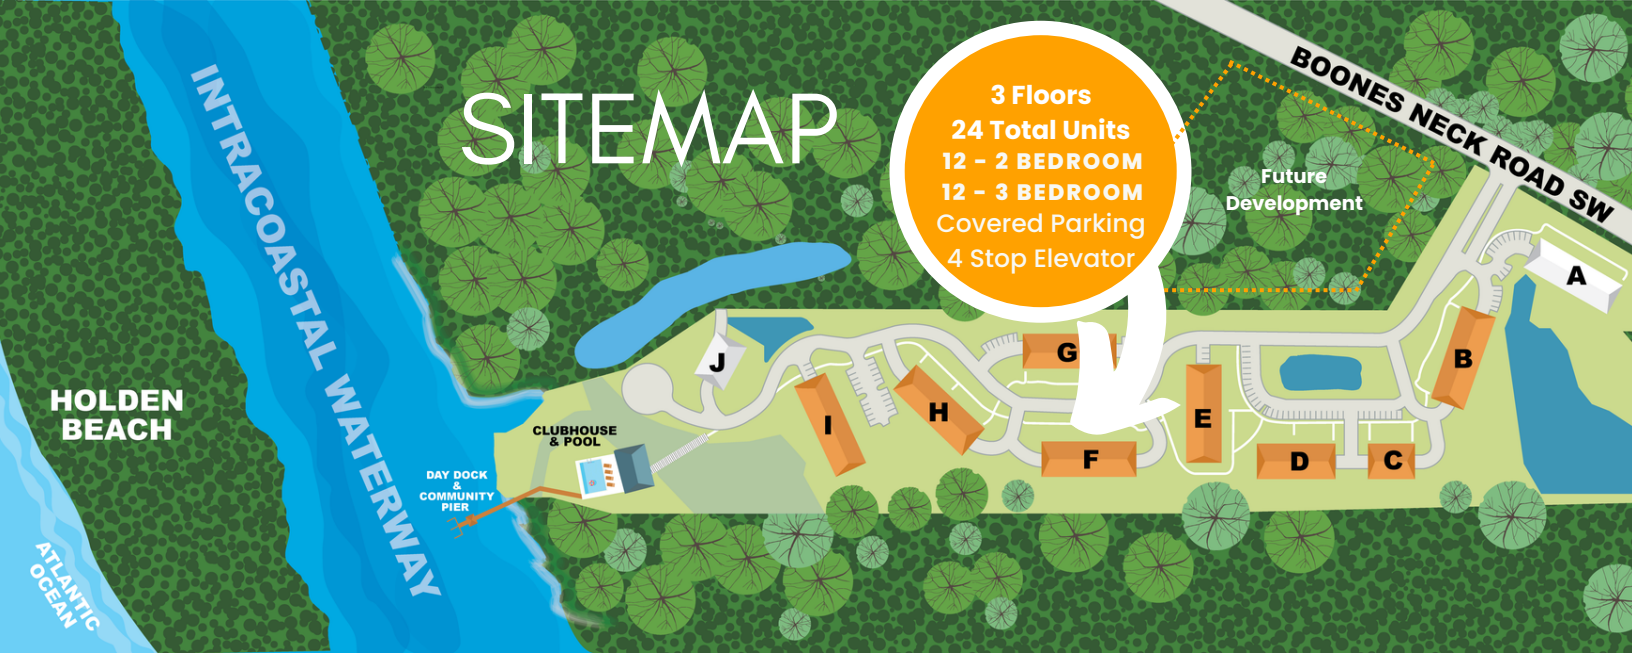 SITEMAP
3 Floors
24 Total Units
12 - 2 BEDROOM
12 - 3 BEDROOM
Covered Parking
4 Stop Elevator
BOONES NECK ROAD SW
Future
Development
INTRACOASTAL WATERWAY
HOLDEN
BEACH
ATLANTIC
OCEAN
CLUBHOUSE
& POOL
DAY DOCK
&
COMMUNITY
PIER
J
I
H
G
F
E
D
C
B
A